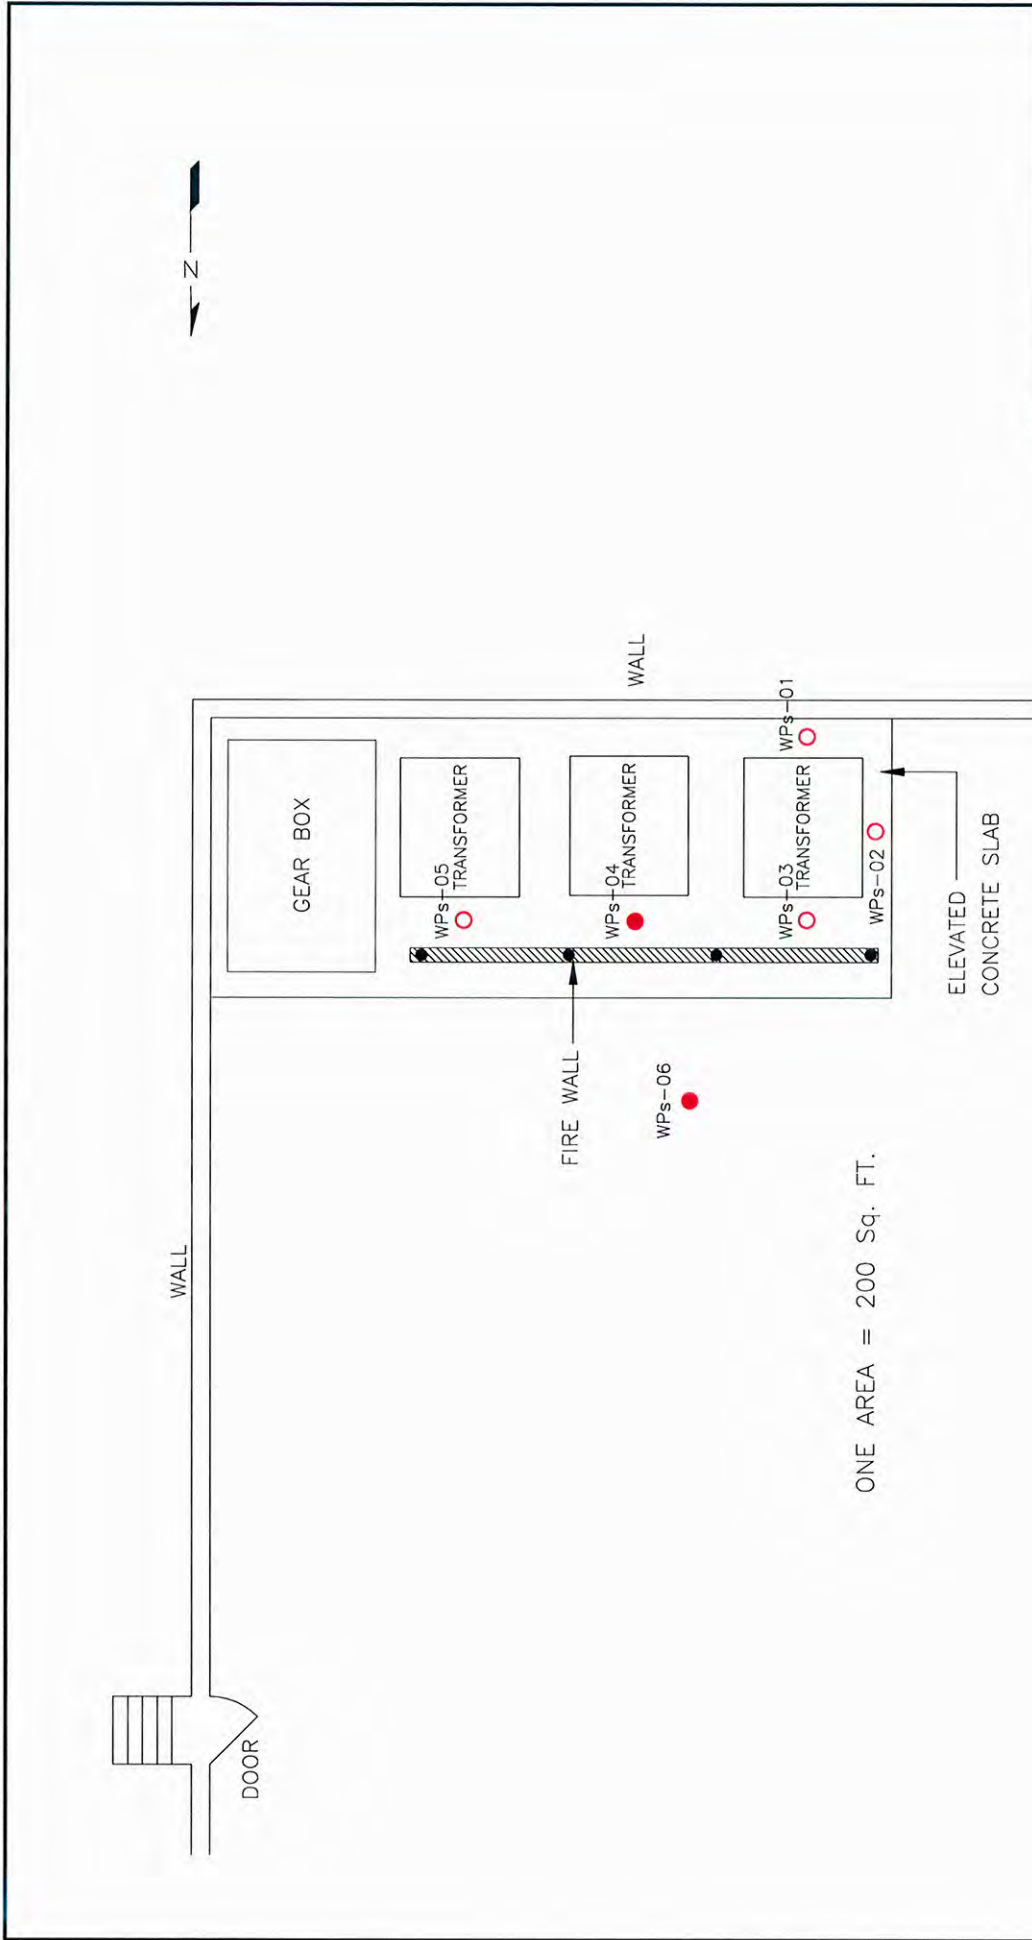 N
WALL
GEAR BOX
WPs-05
TRANSFORMER
WPs-04
TRANSFORMER
WALL
WPs-03
TRANSFORMER
WPs-01
WPs-02
ELEVATED
CONCRETE SLAB
FIRE WALL
WPs-06
DOOR
ONE AREA = 200 Sq. FT.